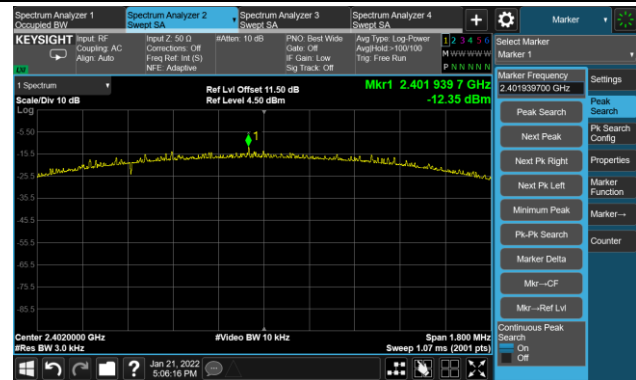 Spectrum Analyzer 1
Occupied BW
Spectrum Analyzer 2
Swept SA
Spectrum Analyzer 3
Swept SA
Spectrum Analyzer 4
Swept SA
+
Marker
KEYSIGHT
Input: RF
Coupling: AC
Align: Auto
Input Z: 50 Ω
Corrections: Off
Freq Ref: Int (S)
NFE: Adaptive
#Atten: 10 dB
PNO: Best Wide
Gate: Off
IF Gain: Low
Sig Track: Off
Avg Type: Log-Power
Avg|Hold:>100/100
Trig: Free Run
1 2 3 4 5 6
M W W W W W
P N N N N N
LXI
Select Marker
Marker 1
1 Spectrum
Scale/Div 10 dB
Log
Ref Lvl Offset 11.50 dB
Ref Level 4.50 dBm
Mkr1 2.401 939 7 GHz
-12.35 dBm
Marker Frequency
2.401939700 GHz
Peak Search
Next Peak
Next Pk Right
Next Pk Left
Minimum Peak
Pk-Pk Search
Marker Delta
Mkr→CF
Mkr→Ref Lvl
Continuous Peak
Search
On
Off
Settings
Peak
Search
Pk Search
Config
Properties
Marker
Function
Marker→
Counter
1
-5.50
-15.5
-25.5
-35.5
-45.5
-55.5
-65.5
-75.5
-85.5
Center 2.4020000 GHz
#Res BW 3.0 kHz
#Video BW 10 kHz
Span 1.800 MHz
Sweep 1.07 ms (2001 pts)
?
Jan 21, 2022
5:06:16 PM